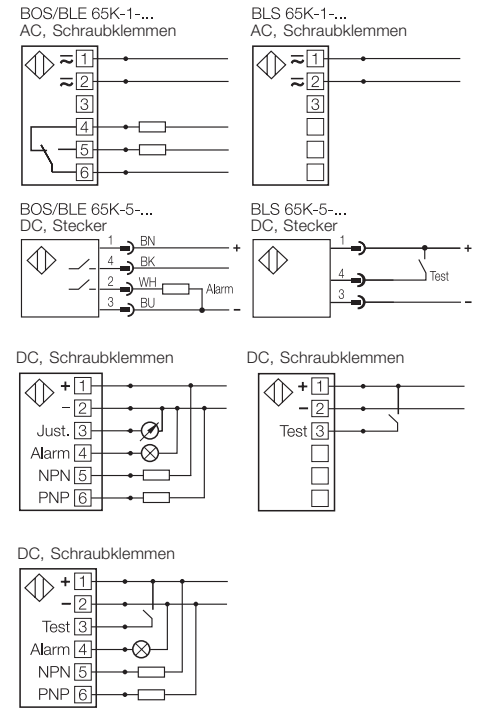 BOS/BLE 65K-1-...
AC, Schraubklemmen
1
2
3
4
5
6
BLS 65K-1-...
AC, Schraubklemmen
1
2
3
BOS/BLE 65K-5-...
DC, Stecker
1 BN +
4 BK
2 WH Alarm
3 BU –
BLS 65K-5-...
DC, Stecker
1 +
4 Test
3 –
DC, Schraubklemmen
+ 1
– 2
Just. 3
Alarm 4
NPN 5
PNP 6
DC, Schraubklemmen
+ 1
– 2
Test 3
DC, Schraubklemmen
+ 1
– 2
Test 3
Alarm 4
NPN 5
PNP 6